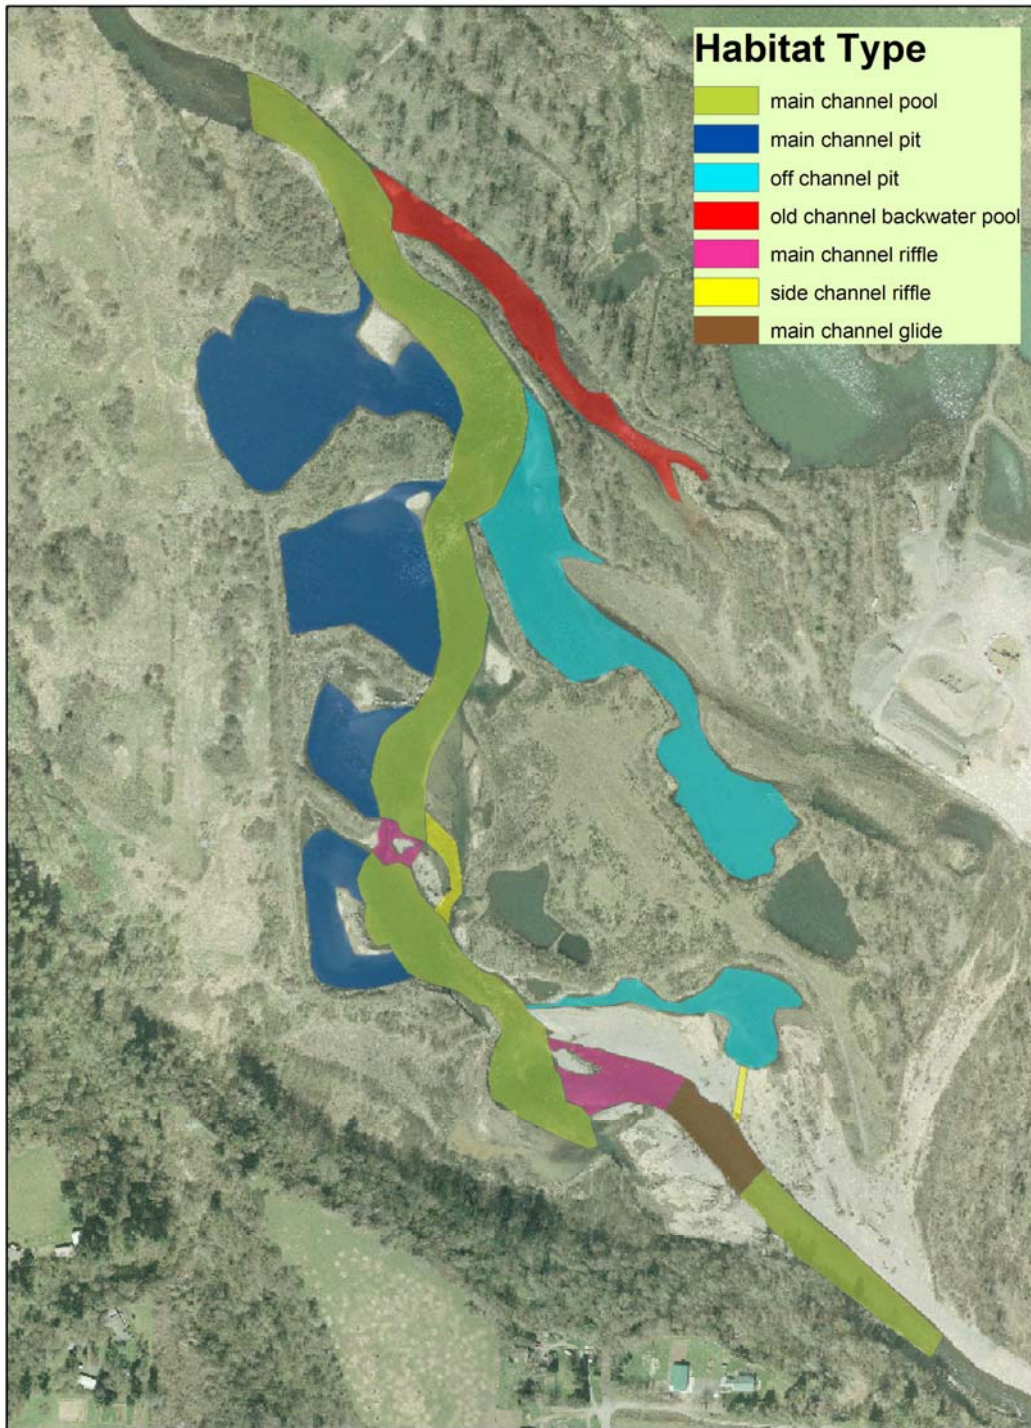 Habitat Type
main channel pool
main channel pit
off channel pit
old channel backwater pool
main channel riffle
side channel riffle
main channel glide